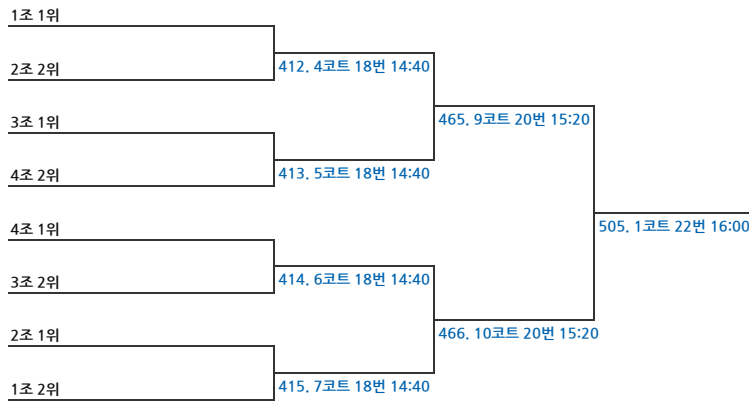 1조 1위
412. 4코트 18번 14:40
2조 2위
465. 9코트 20번 15:20
3조 1위
413. 5코트 18번 14:40
4조 2위
505. 1코트 22번 16:00
4조 1위
414. 6코트 18번 14:40
3조 2위
466. 10코트 20번 15:20
2조 1위
415. 7코트 18번 14:40
1조 2위